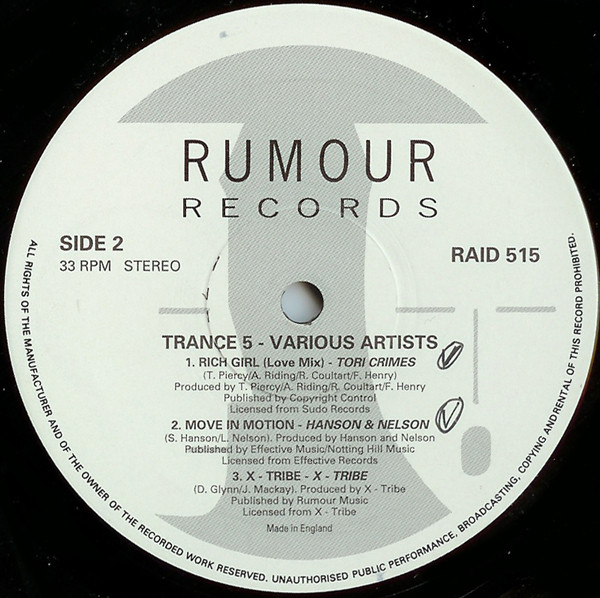 RUMOUR
RECORDS
SIDE 2
33 RPM STEREO
RAID 515
TRANCE 5 - VARIOUS ARTISTS
1. RICH GIRL (Love Mix) - TORI CRIMES
(T. Piercy/A. Riding/R. Coultart/F. Henry)
Produced by T. Piercy/A. Riding/R. Coultart/F. Henry
Published by Copyright Control
Licensed from Sudo Records
2. MOVE IN MOTION - HANSON & NELSON
(S. Hanson/L. Nelson). Produced by Hanson and Nelson
Published by Effective Music/Notting Hill Music
Licensed from Effective Records
3. X - TRIBE - X - TRIBE
(D. Glynn/J. Mackay). Produced by X - Tribe
Published by Rumour Music
Licensed from X - Tribe
Made in England
ALL RIGHTS OF THE MANUFACTURER AND OF THE OWNER OF THE RECORDED WORK RESERVED. UNAUTHORISED PUBLIC PERFORMANCE, BROADCASTING, COPYING ANDRENTAL OF THIS RECORD PROHIBITED.